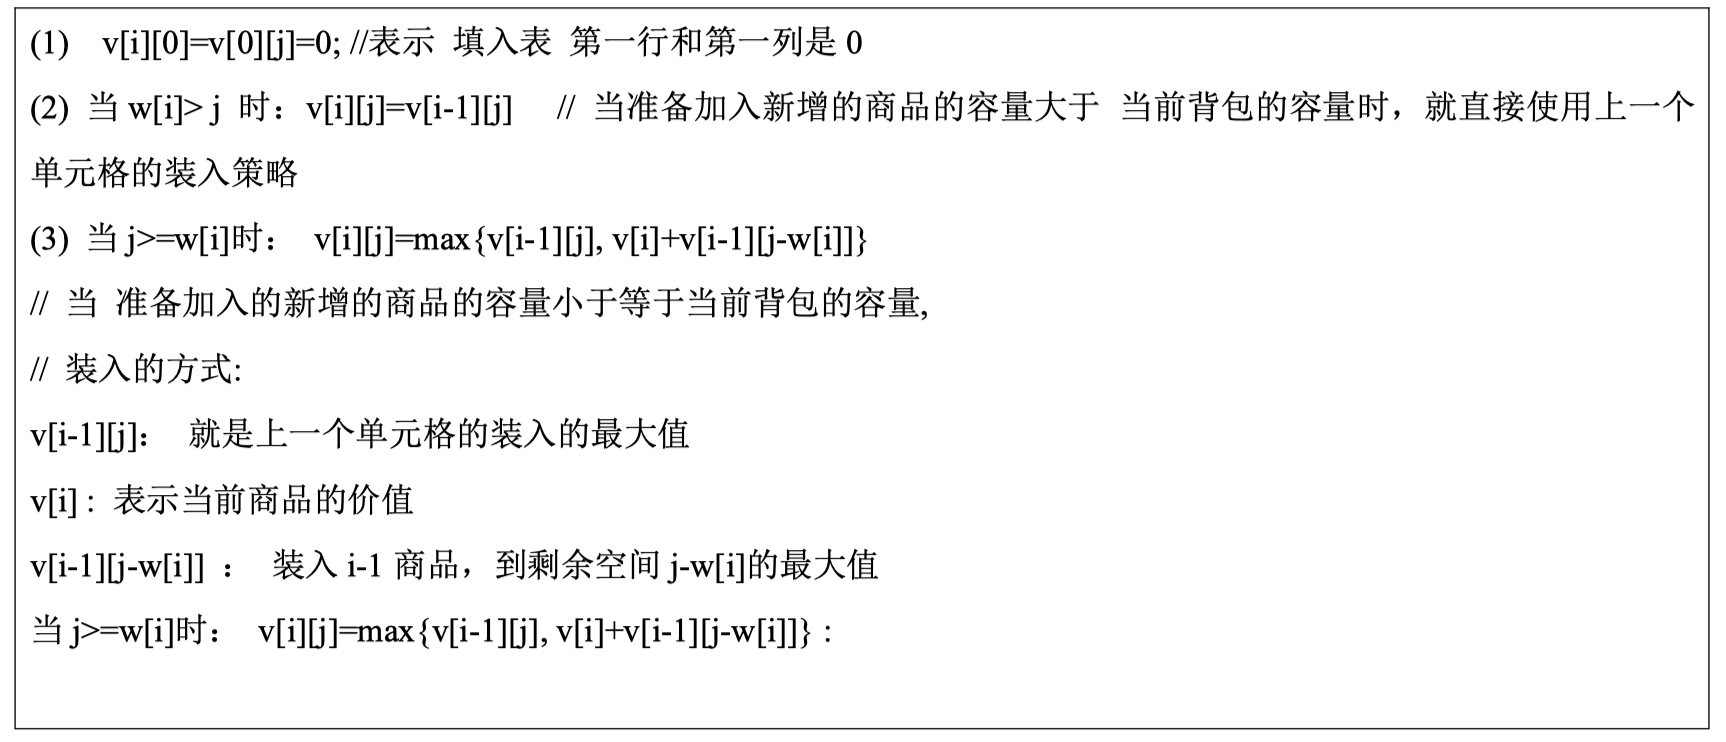 (1) v[i][0]=v[0][j]=0; //表示 填入表 第一行和第一列是 0
(2) 当 w[i]> j 时：v[i][j]=v[i-1][j] // 当准备加入新增的商品的容量大于 当前背包的容量时，就直接使用上一个
单元格的装入策略
(3) 当 j>=w[i]时： v[i][j]=max{v[i-1][j], v[i]+v[i-1][j-w[i]]}
// 当 准备加入的新增的商品的容量小于等于当前背包的容量,
// 装入的方式:
v[i-1][j]： 就是上一个单元格的装入的最大值
v[i] : 表示当前商品的价值
v[i-1][j-w[i]] ： 装入 i-1 商品，到剩余空间 j-w[i]的最大值
当 j>=w[i]时： v[i][j]=max{v[i-1][j], v[i]+v[i-1][j-w[i]]} :